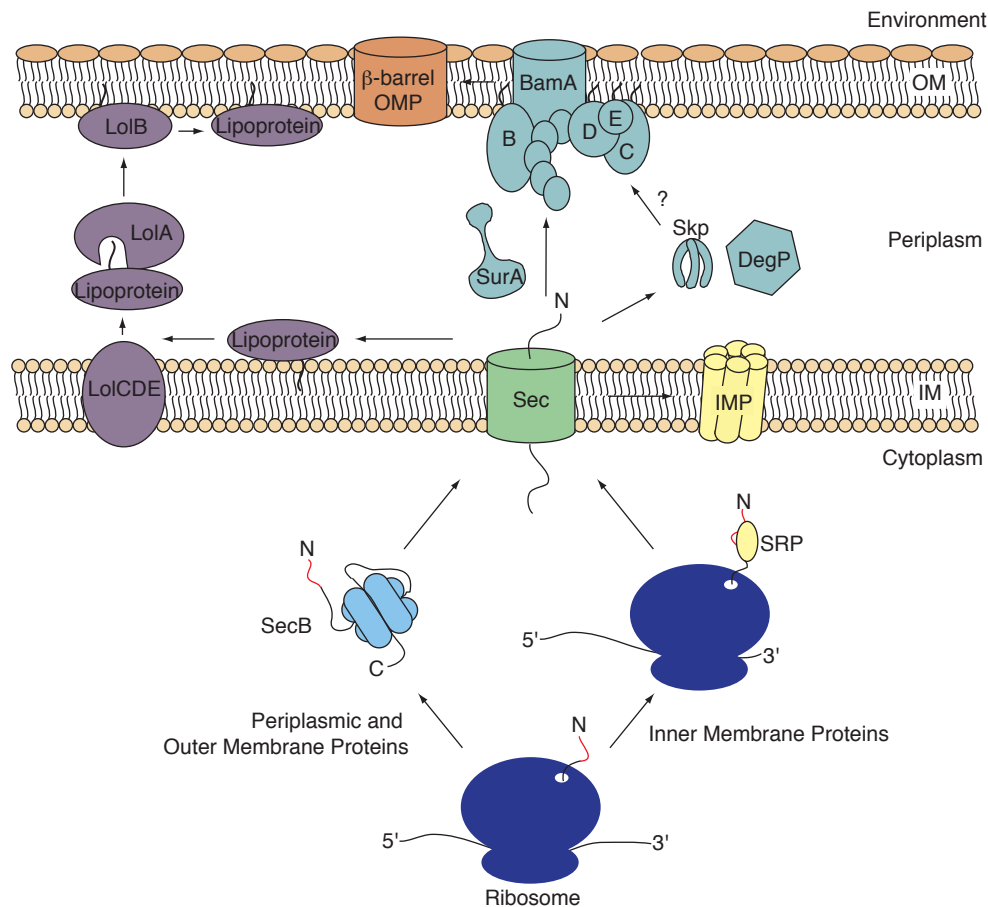 Environment
OM
β-barrel
OMP
BamA
B
D
E
C
LolB
Lipoprotein
?
LolA
Lipoprotein
SurA
Skp
DegP
Periplasm
N
Lipoprotein
LolCDE
Sec
IMP
IM
Cytoplasm
N
SecB
C
N
SRP
5'
3'
Periplasmic and
Outer Membrane Proteins
Inner Membrane Proteins
N
5'
3'
Ribosome